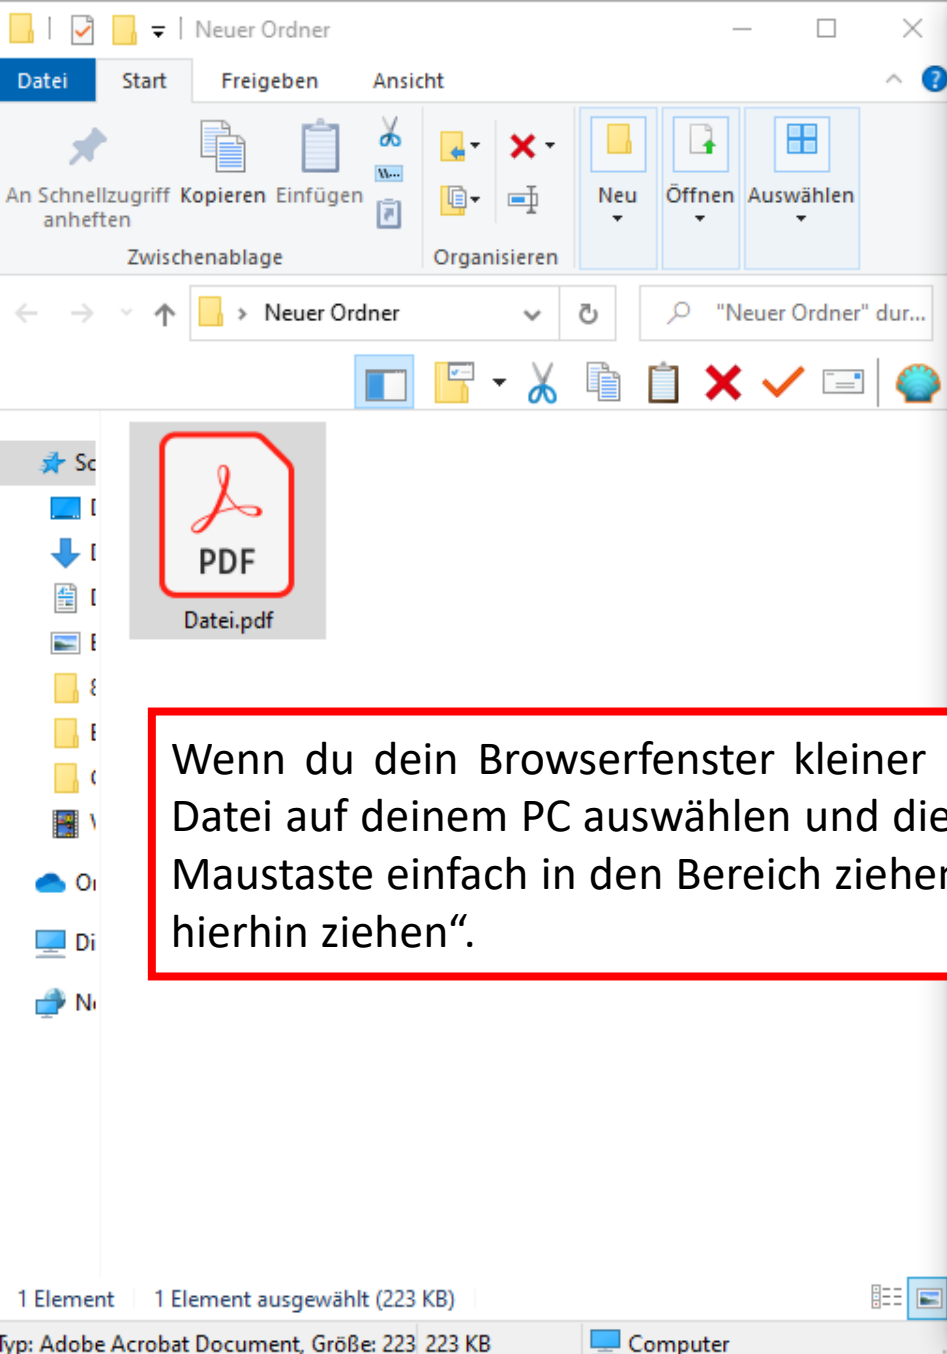 Neuer Ordner
Datei Start Freigeben Ansicht
An Schnellzugriff anheften Kopieren Einfügen Neu Öffnen Auswählen
Zwischenablage Organisieren
Neuer Ordner "Neuer Ordner" dur...
Sc
PDF
Datei.pdf
Wenn du dein Browserfenster kleiner
Datei auf deinem PC auswählen und die
Maustaste einfach in den Bereich ziehen
hierhin ziehen“.
Di
1 Element 1 Element ausgewählt (223 KB)
Typ: Adobe Acrobat Document, Größe: 223 223 KB Computer